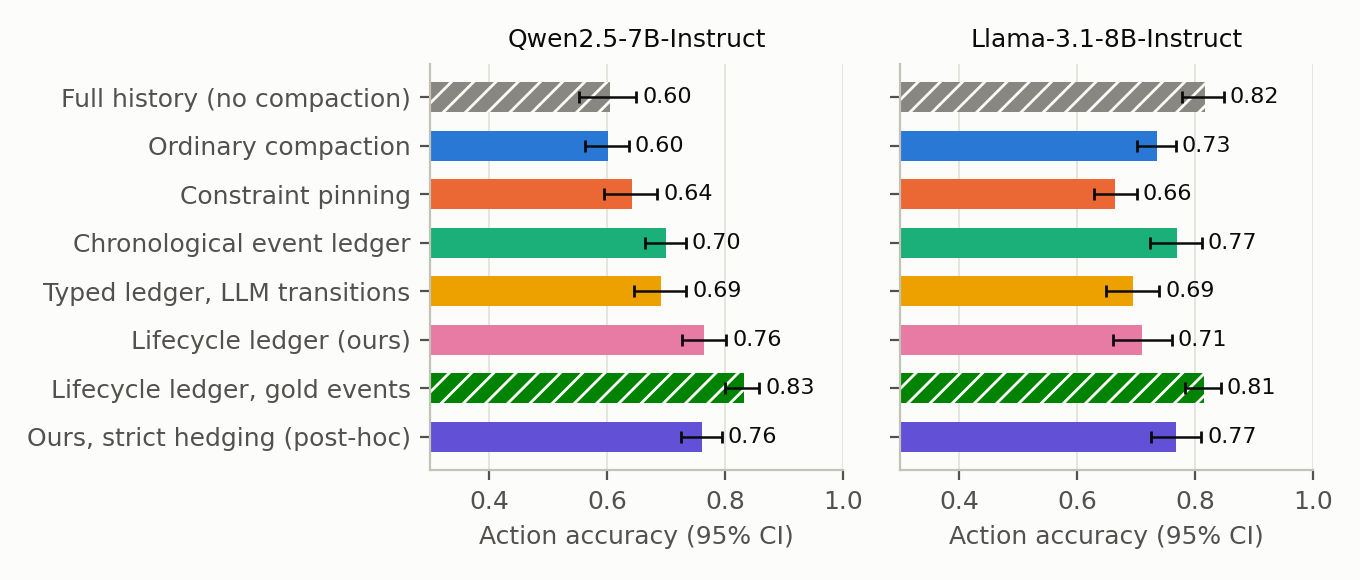 Qwen2.5-7B-Instruct
Llama-3.1-8B-Instruct
Full history (no compaction) 0.60 0.82
Ordinary compaction 0.60 0.73
Constraint pinning 0.64 0.66
Chronological event ledger 0.70 0.77
Typed ledger, LLM transitions 0.69 0.69
Lifecycle ledger (ours) 0.76 0.71
Lifecycle ledger, gold events 0.83 0.81
Ours, strict hedging (post-hoc) 0.76 0.77
0.4 0.6 0.8 1.0 0.4 0.6 0.8 1.0
Action accuracy (95% CI) Action accuracy (95% CI)